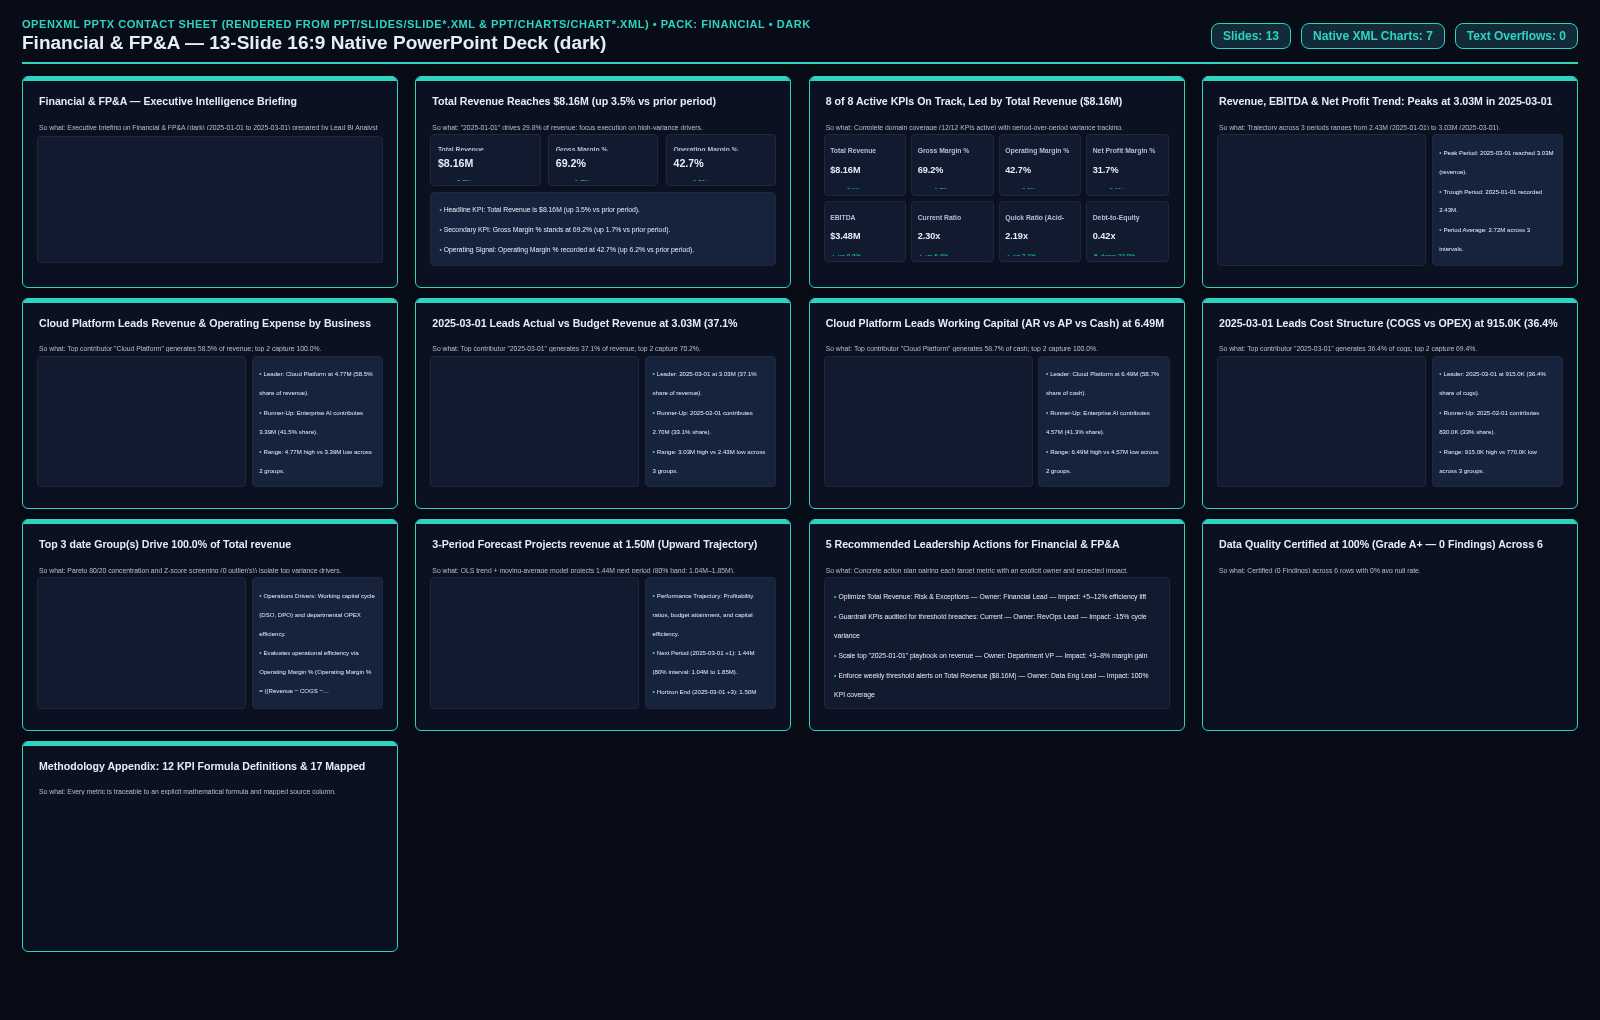 OPENXML PPTX CONTACT SHEET (RENDERED FROM PPT/SLIDES/SLIDE*.XML & PPT/CHARTS/CHART*.XML) • PACK: FINANCIAL • DARK
Financial & FP&A — 13-Slide 16:9 Native PowerPoint Deck (dark)
Slides: 13
Native XML Charts: 7
Text Overflows: 0
Financial & FP&A — Executive Intelligence Briefing
So what: Executive briefing on Financial & FP&A (dark) (2025-01-01 to 2025-03-01) prepared by Lead BI Analyst
Total Revenue Reaches $8.16M (up 3.5% vs prior period)
So what: "2025-01-01" drives 29.8% of revenue; focus execution on high-variance drivers.
Total Revenue
$8.16M
Gross Margin %
69.2%
Operating Margin %
42.7%
• Headline KPI: Total Revenue is $8.16M (up 3.5% vs prior period).
• Secondary KPI: Gross Margin % stands at 69.2% (up 1.7% vs prior period).
• Operating Signal: Operating Margin % recorded at 42.7% (up 6.2% vs prior period).
8 of 8 Active KPIs On Track, Led by Total Revenue ($8.16M)
So what: Complete domain coverage (12/12 KPIs active) with period-over-period variance tracking.
Total Revenue
$8.16M
Gross Margin %
69.2%
Operating Margin %
42.7%
Net Profit Margin %
31.7%
EBITDA
$3.48M
Current Ratio
2.30x
Quick Ratio (Acid-
2.19x
Debt-to-Equity
0.42x
Revenue, EBITDA & Net Profit Trend: Peaks at 3.03M in 2025-03-01
So what: Trajectory across 3 periods ranges from 2.43M (2025-01-01) to 3.03M (2025-03-01).
• Peak Period: 2025-03-01 reached 3.03M
(revenue).
• Trough Period: 2025-01-01 recorded
2.43M.
• Period Average: 2.72M across 3
intervals.
Cloud Platform Leads Revenue & Operating Expense by Business
So what: Top contributor "Cloud Platform" generates 58.5% of revenue; top 2 capture 100.0%.
• Leader: Cloud Platform at 4.77M (58.5%
share of revenue).
• Runner-Up: Enterprise AI contributes
3.39M (41.5% share).
• Range: 4.77M high vs 3.39M low across
2 groups.
2025-03-01 Leads Actual vs Budget Revenue at 3.03M (37.1%
So what: Top contributor "2025-03-01" generates 37.1% of revenue; top 2 capture 70.2%.
• Leader: 2025-03-01 at 3.03M (37.1%
share of revenue).
• Runner-Up: 2025-02-01 contributes
2.70M (33.1% share).
• Range: 3.03M high vs 2.43M low across
3 groups.
Cloud Platform Leads Working Capital (AR vs AP vs Cash) at 6.49M
So what: Top contributor "Cloud Platform" generates 58.7% of cash; top 2 capture 100.0%.
• Leader: Cloud Platform at 6.49M (58.7%
share of cash).
• Runner-Up: Enterprise AI contributes
4.57M (41.3% share).
• Range: 6.49M high vs 4.57M low across
2 groups.
2025-03-01 Leads Cost Structure (COGS vs OPEX) at 915.0K (36.4%
So what: Top contributor "2025-03-01" generates 36.4% of cogs; top 2 capture 69.4%.
• Leader: 2025-03-01 at 915.0K (36.4%
share of cogs).
• Runner-Up: 2025-02-01 contributes
830.0K (33% share).
• Range: 915.0K high vs 770.0K low
across 3 groups.
Top 3 date Group(s) Drive 100.0% of Total revenue
So what: Pareto 80/20 concentration and Z-score screening (0 outlier(s)) isolate top variance drivers.
• Operations Drivers: Working capital cycle
(DSO, DPO) and departmental OPEX
efficiency.
• Evaluates operational efficiency via
Operating Margin % (Operating Margin %
= ((Revenue − COGS −...
3-Period Forecast Projects revenue at 1.50M (Upward Trajectory)
So what: OLS trend + moving-average model projects 1.44M next period (80% band: 1.04M–1.85M).
• Performance Trajectory: Profitability
ratios, budget attainment, and capital
efficiency.
• Next Period (2025-03-01 +1): 1.44M
(80% interval: 1.04M to 1.85M).
• Horizon End (2025-03-01 +3): 1.50M
5 Recommended Leadership Actions for Financial & FP&A
So what: Concrete action plan pairing each target metric with an explicit owner and expected impact.
• Optimize Total Revenue: Risk & Exceptions — Owner: Financial Lead — Impact: +5–12% efficiency lift
• Guardrail KPIs audited for threshold breaches: Current — Owner: RevOps Lead — Impact: -15% cycle
variance
• Scale top "2025-01-01" playbook on revenue — Owner: Department VP — Impact: +3–8% margin gain
• Enforce weekly threshold alerts on Total Revenue ($8.16M) — Owner: Data Eng Lead — Impact: 100%
KPI coverage
Data Quality Certified at 100% (Grade A+ — 0 Findings) Across 6
So what: Certified (0 Findings) across 6 rows with 0% avg null rate.
Methodology Appendix: 12 KPI Formula Definitions & 17 Mapped
So what: Every metric is traceable to an explicit mathematical formula and mapped source column.